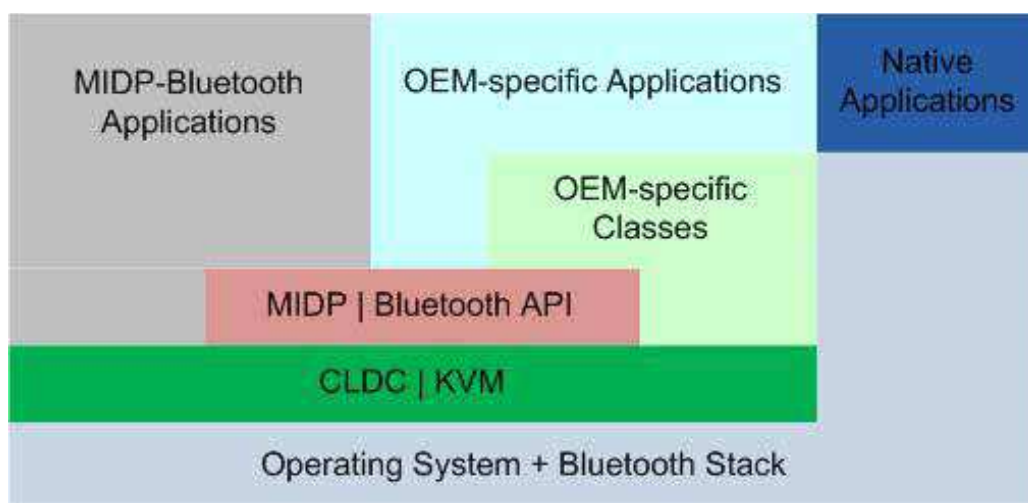 MIDP-Bluetooth
Applications
OEM-specific Applications
Native
Applications
OEM-specific
Classes
MIDP | Bluetooth API
CLDC | KVM
Operating System + Bluetooth Stack